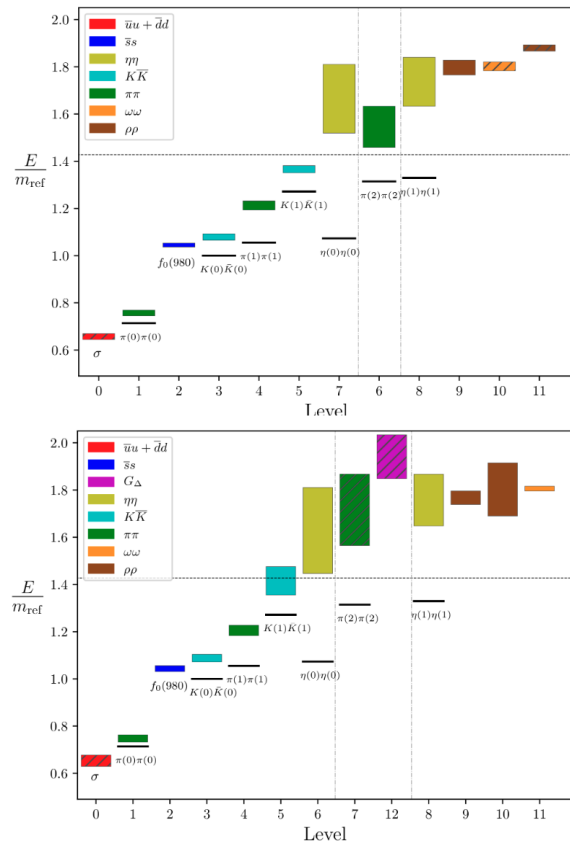 2.0
1.8
1.6
1.4
1.2
1.0
0.8
0.6
E
m_ref
ūu + d̄d
s̄s
ηη
KK̄
ππ
ωω
ρρ
σ
π(0)π(0)
f₀(980)
K(0)K̄(0)
π(1)π(1)
K(1)K̄(1)
η(0)η(0)
π(2)π(2)
η(1)η(1)
0 1 2 3 4 5 7 6 8 9 10 11
Level
2.0
1.8
1.6
1.4
1.2
1.0
0.8
0.6
E
m_ref
ūu + d̄d
s̄s
G_Δ
ηη
KK̄
ππ
ωω
ρρ
σ
π(0)π(0)
f₀(980)
K(0)K̄(0)
π(1)π(1)
K(1)K̄(1)
η(0)η(0)
π(2)π(2)
η(1)η(1)
0 1 2 3 4 5 6 7 12 8 9 10 11
Level